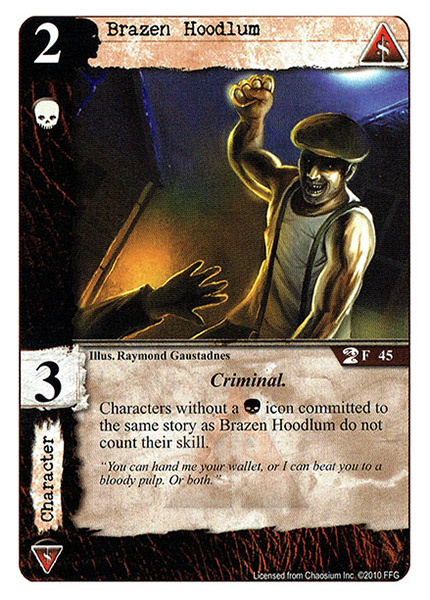 2
Brazen Hoodlum
Illus. Raymond Gaustadnes
F 45
3
Criminal.
Characters without a icon committed to
the same story as Brazen Hoodlum do not
count their skill.
"You can hand me your wallet, or I can beat you to a
bloody pulp. Or both."
Character
Licensed from Chaosium Inc. ©2010 FFG